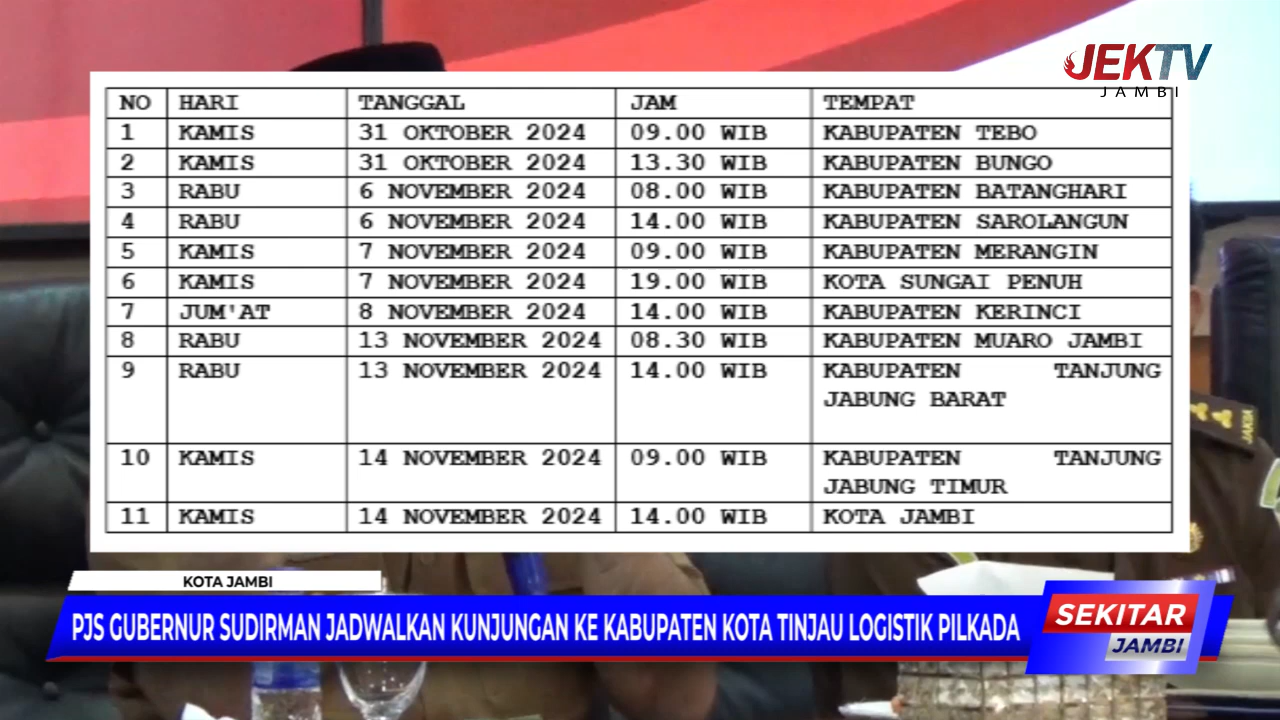 JEKTV
JAMBI
NO HARI TANGGAL JAM TEMPAT
1 KAMIS 31 OKTOBER 2024 09.00 WIB KABUPATEN TEBO
2 KAMIS 31 OKTOBER 2024 13.30 WIB KABUPATEN BUNGO
3 RABU 6 NOVEMBER 2024 08.00 WIB KABUPATEN BATANGHARI
4 RABU 6 NOVEMBER 2024 14.00 WIB KABUPATEN SAROLANGUN
5 KAMIS 7 NOVEMBER 2024 09.00 WIB KABUPATEN MERANGIN
6 KAMIS 7 NOVEMBER 2024 19.00 WIB KOTA SUNGAI PENUH
7 JUM'AT 8 NOVEMBER 2024 14.00 WIB KABUPATEN KERINCI
8 RABU 13 NOVEMBER 2024 08.30 WIB KABUPATEN MUARO JAMBI
9 RABU 13 NOVEMBER 2024 14.00 WIB KABUPATEN TANJUNG
JABUNG BARAT
10 KAMIS 14 NOVEMBER 2024 09.00 WIB KABUPATEN TANJUNG
JABUNG TIMUR
11 KAMIS 14 NOVEMBER 2024 14.00 WIB KOTA JAMBI
KOTA JAMBI
PJS GUBERNUR SUDIRMAN JADWALKAN KUNJUNGAN KE KABUPATEN KOTA TINJAU LOGISTIK PILKADA
SEKITAR
JAMBI